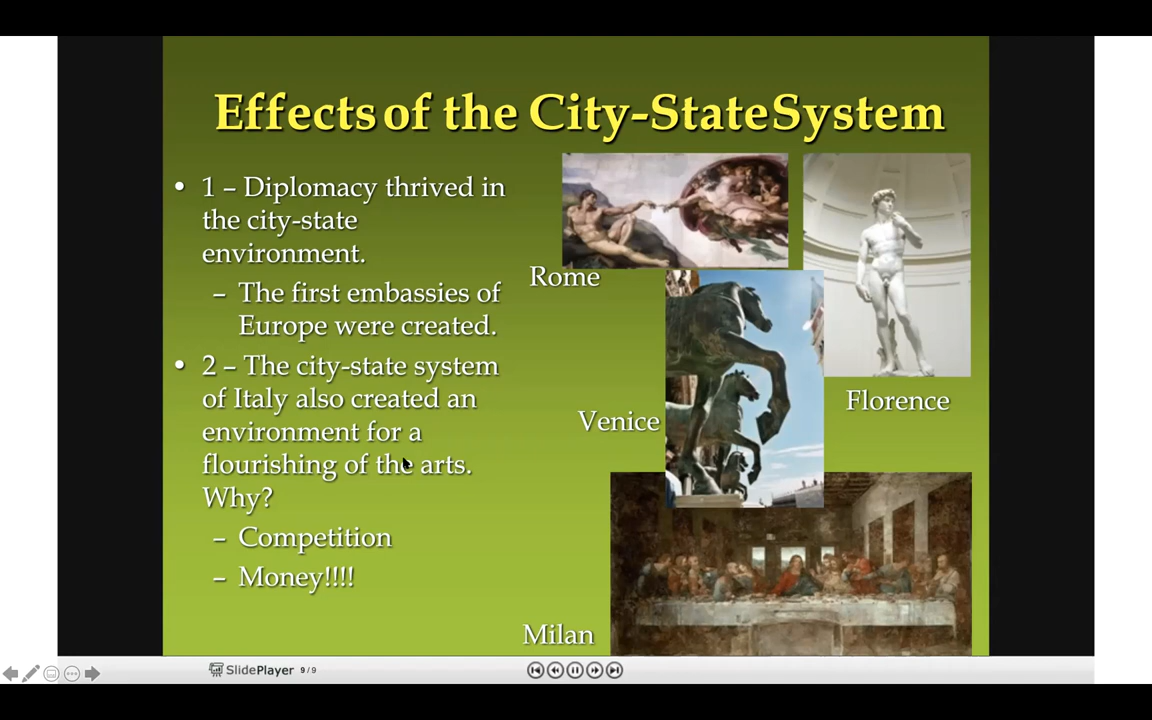 Effects of the City-State System
• 1 – Diplomacy thrived in
the city-state
environment.
– The first embassies of
Europe were created.
• 2 – The city-state system
of Italy also created an
environment for a
flourishing of the arts.
Why?
– Competition
– Money!!!!
Rome
Florence
Venice
Milan
SlidePlayer 9/9